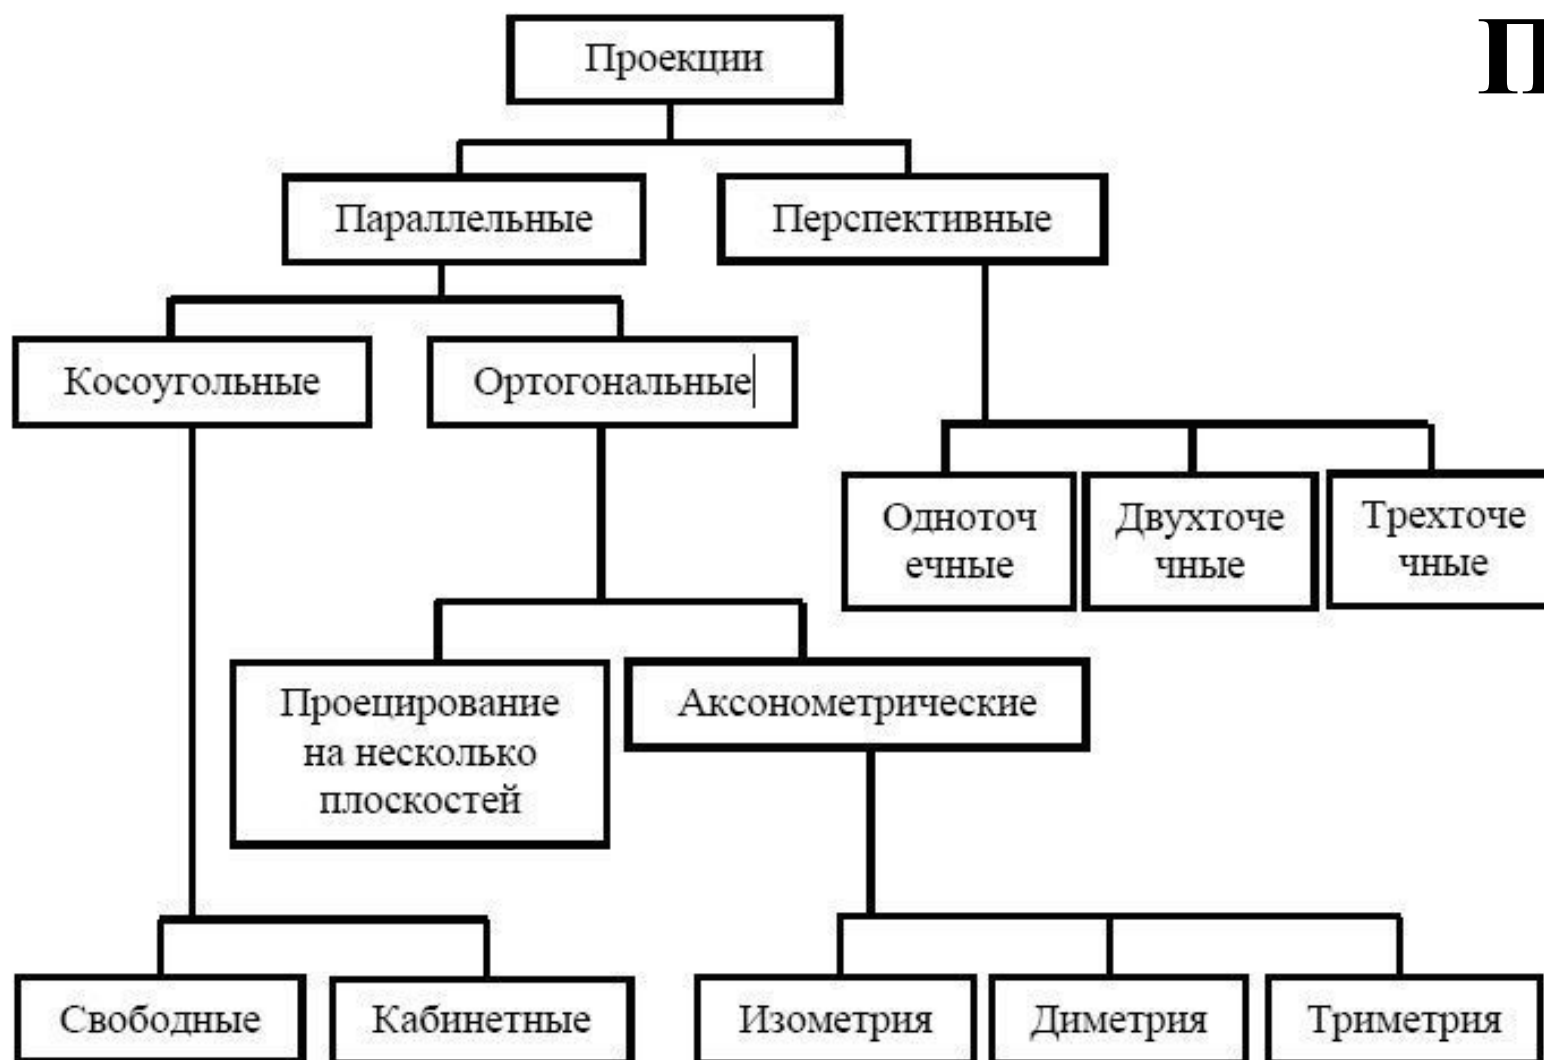 Проекции
П
Параллельные
Перспективные
Косоугольные
Ортогональные
Одноточ
ечные
Двухточе
чные
Трехточе
чные
Проецирование
на несколько
плоскостей
Аксонометрические
Свободные
Кабинетные
Изометрия
Диметрия
Триметрия